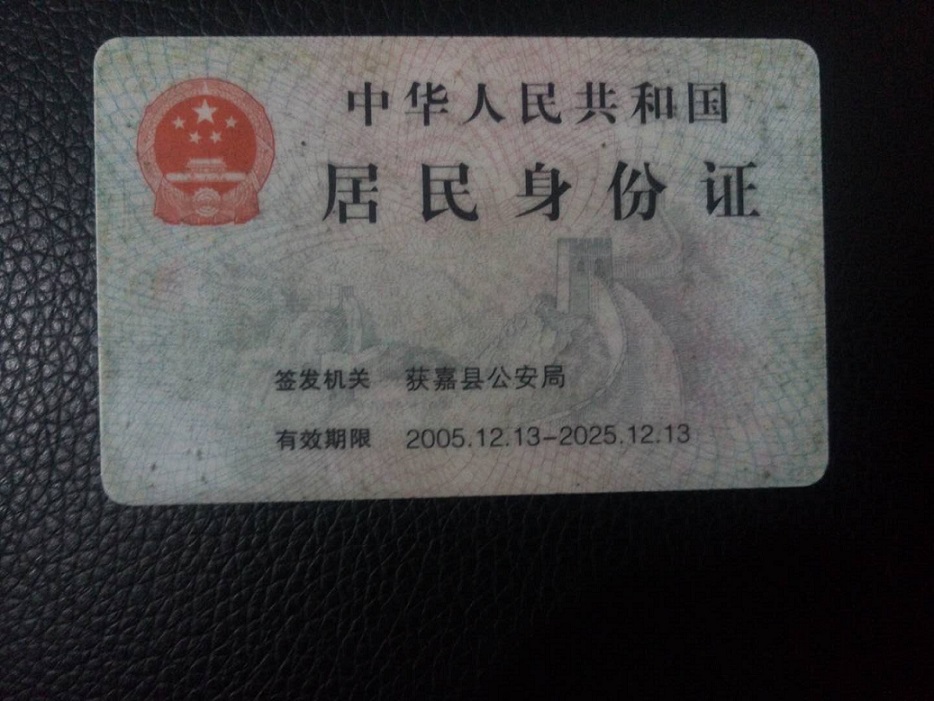 中华人民共和国
居民身份证
签发机关 获嘉县公安局
有效期限 2005.12.13-2025.12.13